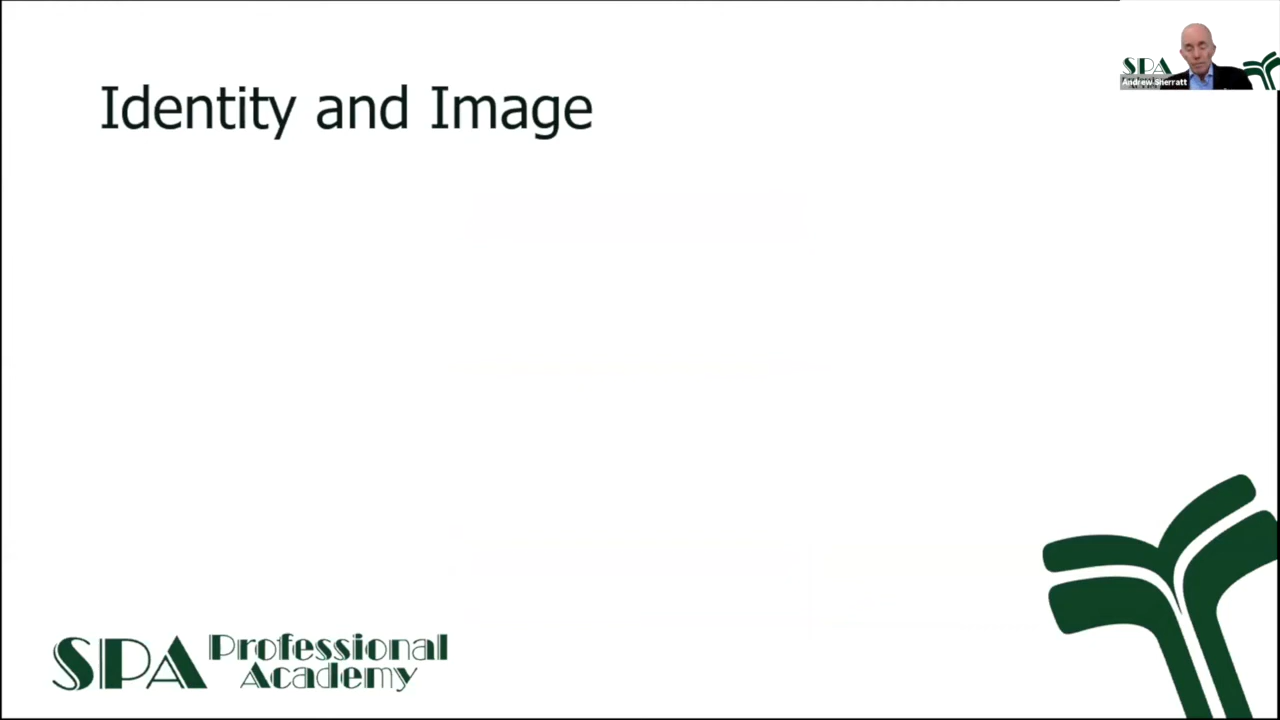 Identity and Image
SPA
Andrew Sherratt
SPA Professional
Academy